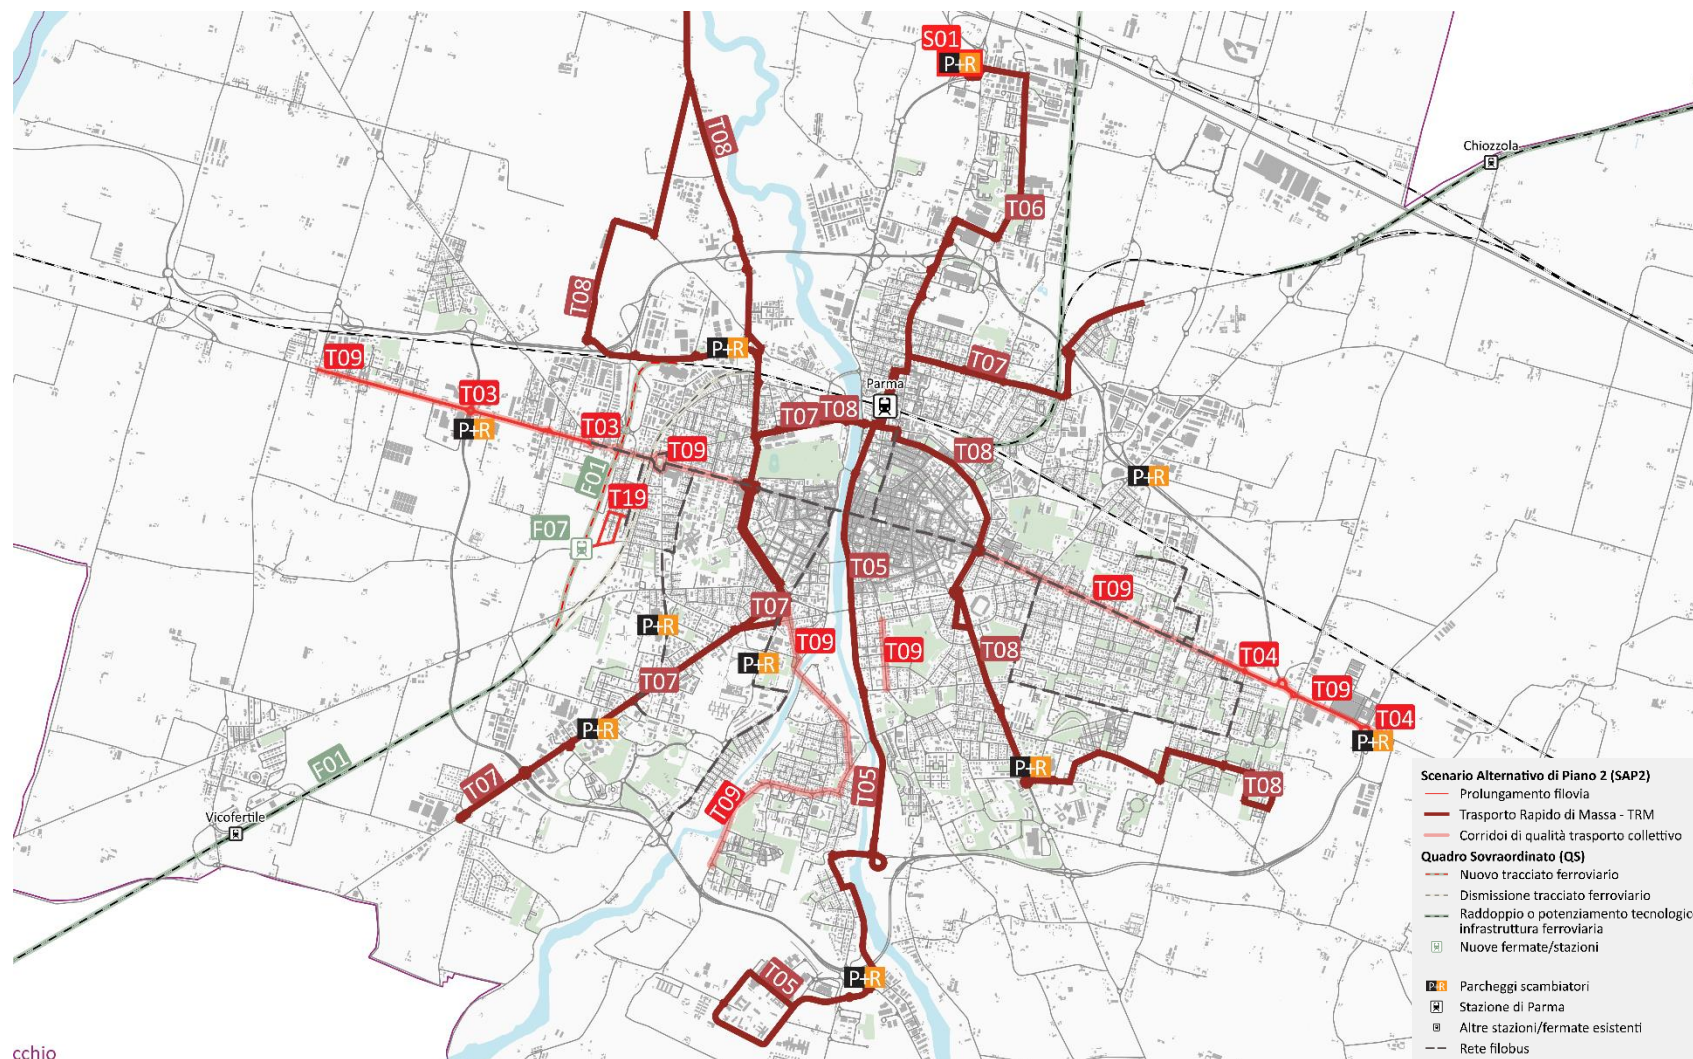 S01
P+R
T08
Chiozzola
T06
T08
P+R
T09
T07
T03
Parma
P+R
T07
T08
T03
T09
T08
F01
P+R
T19
F07
T05
T09
T07
P+R
T09
T08
T09
P+R
T04
T07
T09
T04
P+R
P+R
F01
T07
P+R
T05
T08
T09
Vicofertile
T05
P+R
Scenario Alternativo di Piano 2 (SAP2)
Prolungamento filovia
Trasporto Rapido di Massa - TRM
Corridoi di qualità trasporto collettivo
Quadro Sovraordinato (QS)
Nuovo tracciato ferroviario
Dismissione tracciato ferroviario
Raddoppio o potenziamento tecnologico
infrastruttura ferroviaria
Nuove fermate/stazioni
P+R Parcheggi scambiatori
Stazione di Parma
Altre stazioni/fermate esistenti
Rete filobus
cchio